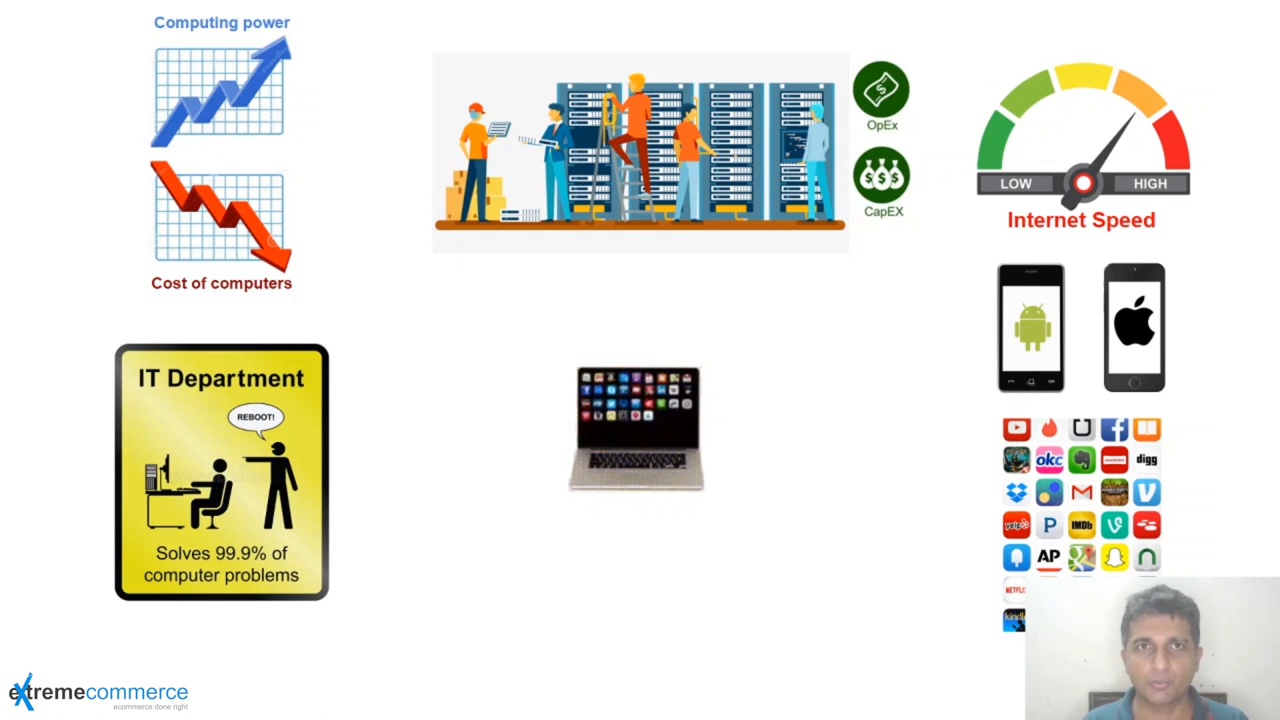 Computing power
Cost of computers
OpEx
CapEX
LOW
HIGH
Internet Speed
IT Department
REBOOT!
Solves 99.9% of
computer problems
okc
digg
yelp
IMDb
AP
extremecommerce
ecommerce done right